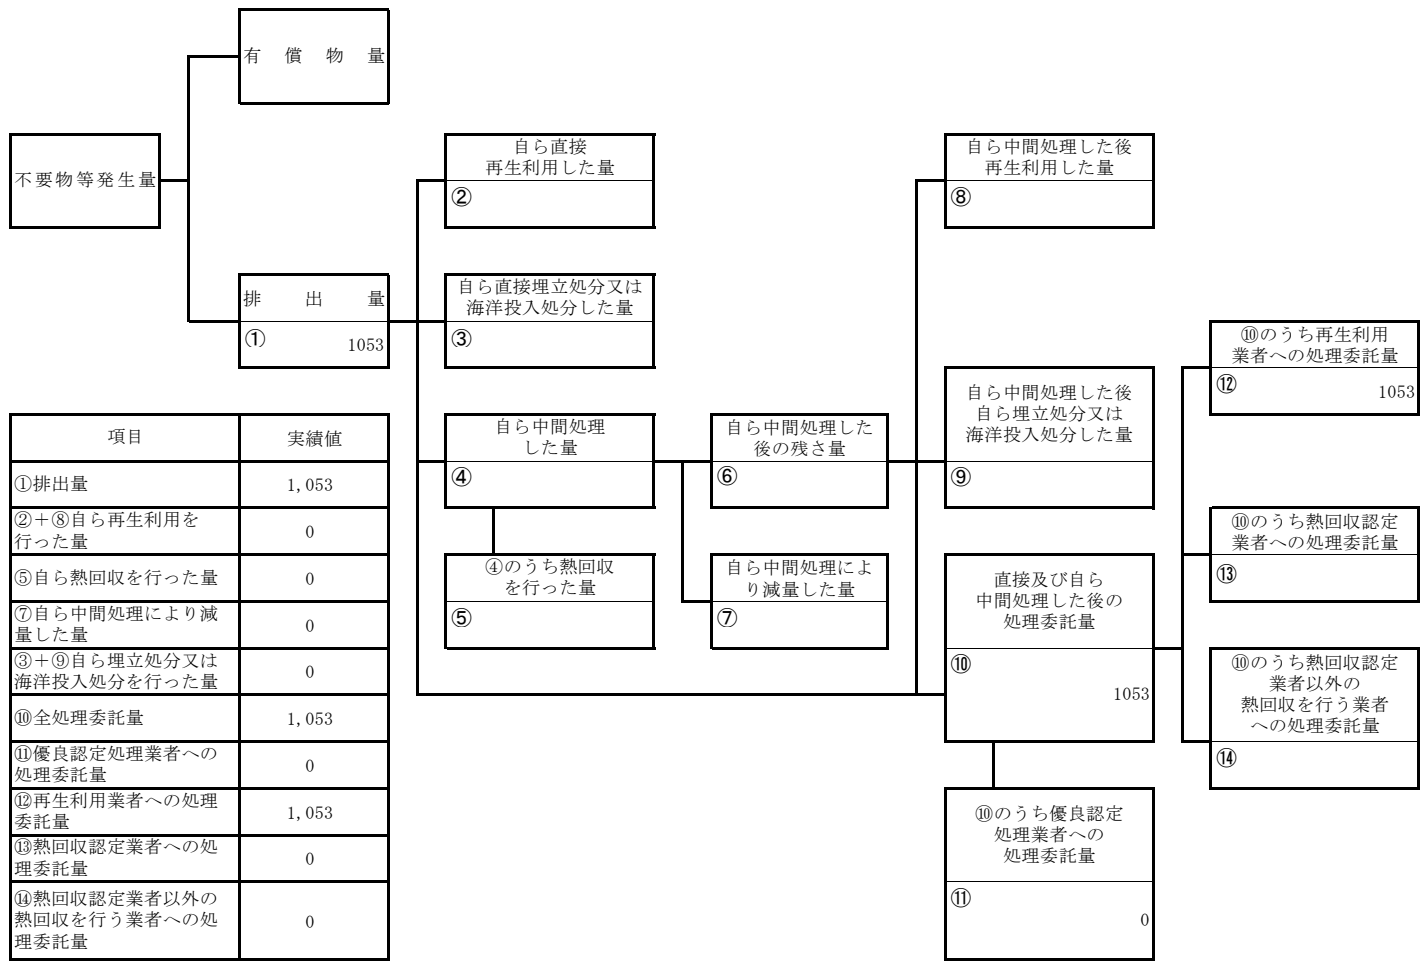 有償物量
不要物等発生量
排出量
①
1053
自ら直接
再生利用した量
②
自ら直接埋立処分又は
海洋投入処分した量
③
自ら中間処理
した量
④
④のうち熱回収
を行った量
⑤
自ら中間処理した
後の残さ量
⑥
自ら中間処理によ
り減量した量
⑦
自ら中間処理した後
再生利用した量
⑧
自ら中間処理した後
自ら埋立処分又は
海洋投入処分した量
⑨
直接及び自ら
中間処理した後の
処理委託量
⑩
1053
⑩のうち優良認定
処理業者への
処理委託量
⑪
0
⑩のうち再生利用
業者への処理委託量
⑫
1053
⑩のうち熱回収認定
業者への処理委託量
⑬
⑩のうち熱回収認定
業者以外の
熱回収を行う業者
への処理委託量
⑭
項目 実績値
①排出量 1,053
②＋⑧自ら再生利用を
行った量 0
⑤自ら熱回収を行った量 0
⑦自ら中間処理により減
量した量 0
③＋⑨自ら埋立処分又は
海洋投入処分を行った量 0
⑩全処理委託量 1,053
⑪優良認定処理業者への
処理委託量 0
⑫再生利用業者への処理
委託量 1,053
⑬熱回収認定業者への処
理委託量 0
⑭熱回収認定業者以外の
熱回収を行う業者への処
理委託量 0